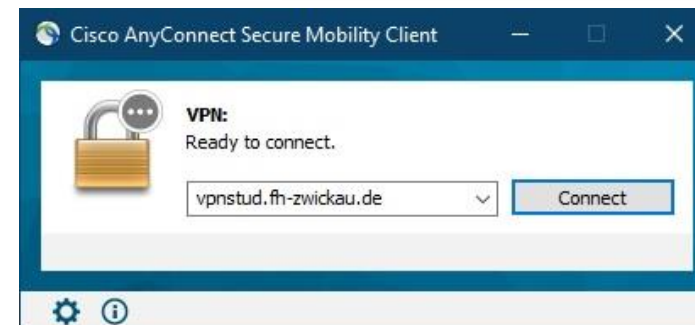 Cisco AnyConnect Secure Mobility Client
VPN:
Ready to connect.
vpnstud.fh-zwickau.de
Connect